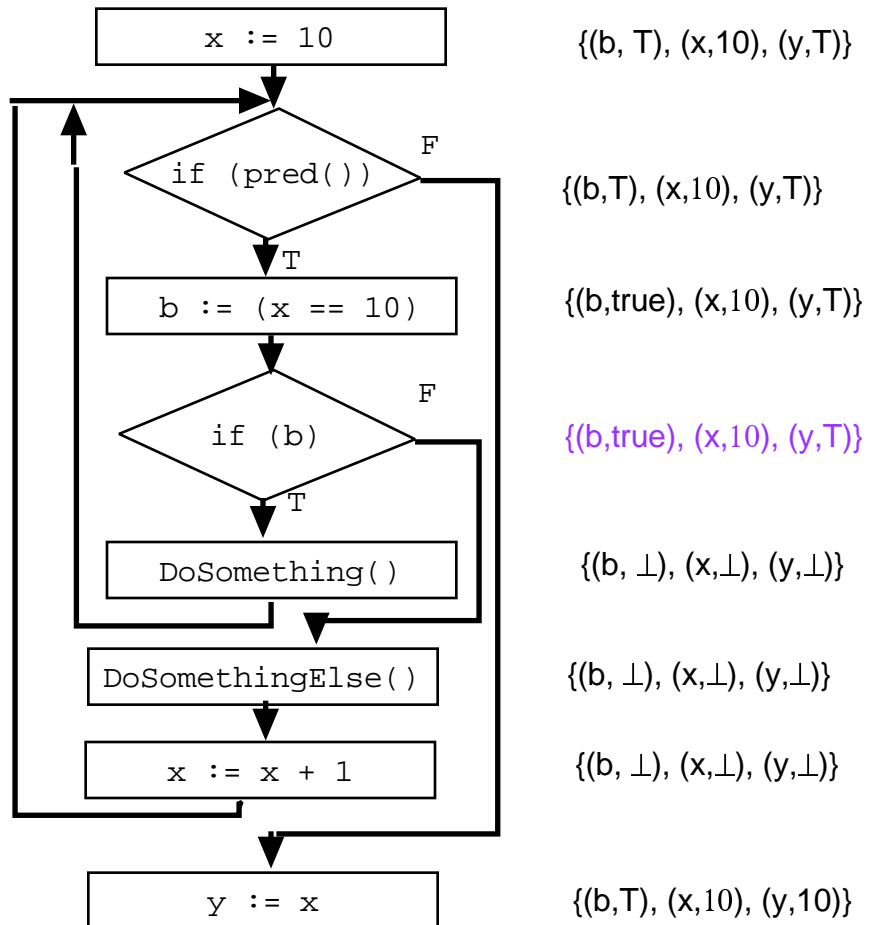 x := 10
{(b, T), (x,10), (y,T)}
F
if (pred())
{(b,T), (x,10), (y,T)}
T
b := (x == 10)
{(b,true), (x,10), (y,T)}
F
if (b)
{(b,true), (x,10), (y,T)}
T
DoSomething()
{(b, ⊥), (x,⊥), (y,⊥)}
DoSomethingElse()
{(b, ⊥), (x,⊥), (y,⊥)}
x := x + 1
{(b, ⊥), (x,⊥), (y,⊥)}
y := x
{(b,T), (x,10), (y,10)}